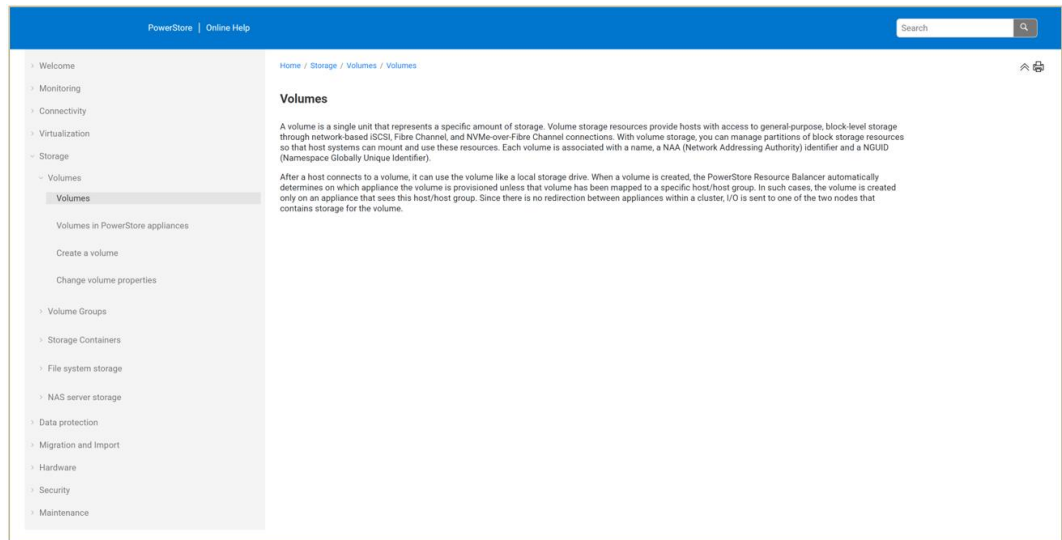 PowerStore | Online Help
Search
Welcome
Monitoring
Connectivity
Virtualization
Storage
Volumes
Volumes
Volumes in PowerStore appliances
Create a volume
Change volume properties
Volume Groups
Storage Containers
File system storage
NAS server storage
Data protection
Migration and Import
Hardware
Security
Maintenance
Home / Storage / Volumes / Volumes
Volumes
A volume is a single unit that represents a specific amount of storage. Volume storage resources provide hosts with access to general-purpose, block-level storage
through network-based iSCSI, Fibre Channel, and NVMe-over-Fibre Channel connections. With volume storage, you can manage partitions of block storage resources
so that host systems can mount and use these resources. Each volume is associated with a name, a NAA (Network Addressing Authority) identifier and a NGUID
(Namespace Globally Unique Identifier).
After a host connects to a volume, it can use the volume like a local storage drive. When a volume is created, the PowerStore Resource Balancer automatically
determines on which appliance the volume is provisioned unless that volume has been mapped to a specific host/host group. In such cases, the volume is created
only on an appliance that sees this host/host group. Since there is no redirection between appliances within a cluster, I/O is sent to one of the two nodes that
contains storage for the volume.